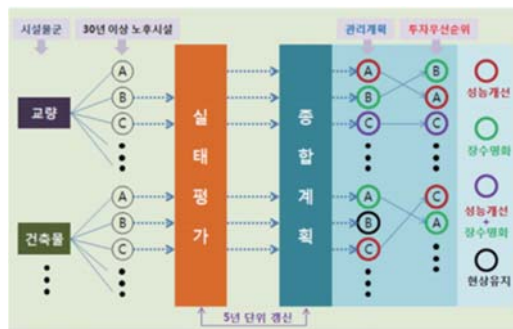 시설물군
30년 이상 노후시설
관리계획
투자우선순위
교량
A
B
C
건축물
A
B
C
실태평가
종합계획
A
B
C
A
B
C
B
A
C
C
A
성능개선
장수명화
성능개선
+
장수명화
현상유지
5년 단위 갱신